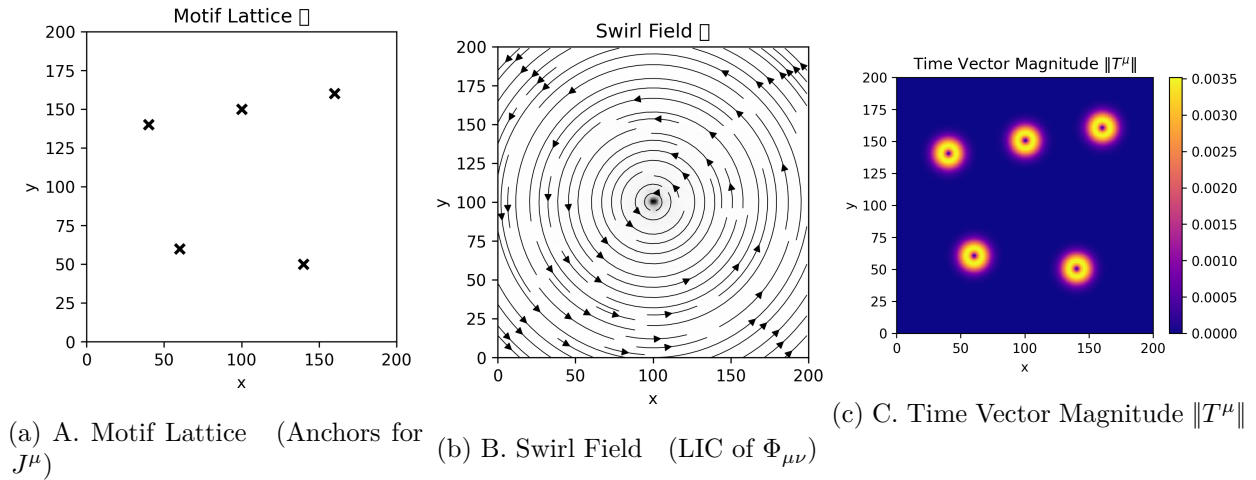 Motif Lattice ▯
200
175
150
125
100
75
50
25
0
y
0 50 100 150 200
x
(a) A. Motif Lattice (Anchors for
J^μ)
Swirl Field ▯
200
175
150
125
100
75
50
25
0
y
0 50 100 150 200
x
(b) B. Swirl Field (LIC of Φ_μν)
Time Vector Magnitude ‖T^μ‖
200
175
150
125
100
75
50
25
0
y
0 50 100 150 200
x
0.0035
0.0030
0.0025
0.0020
0.0015
0.0010
0.0005
0.0000
(c) C. Time Vector Magnitude ‖T^μ‖